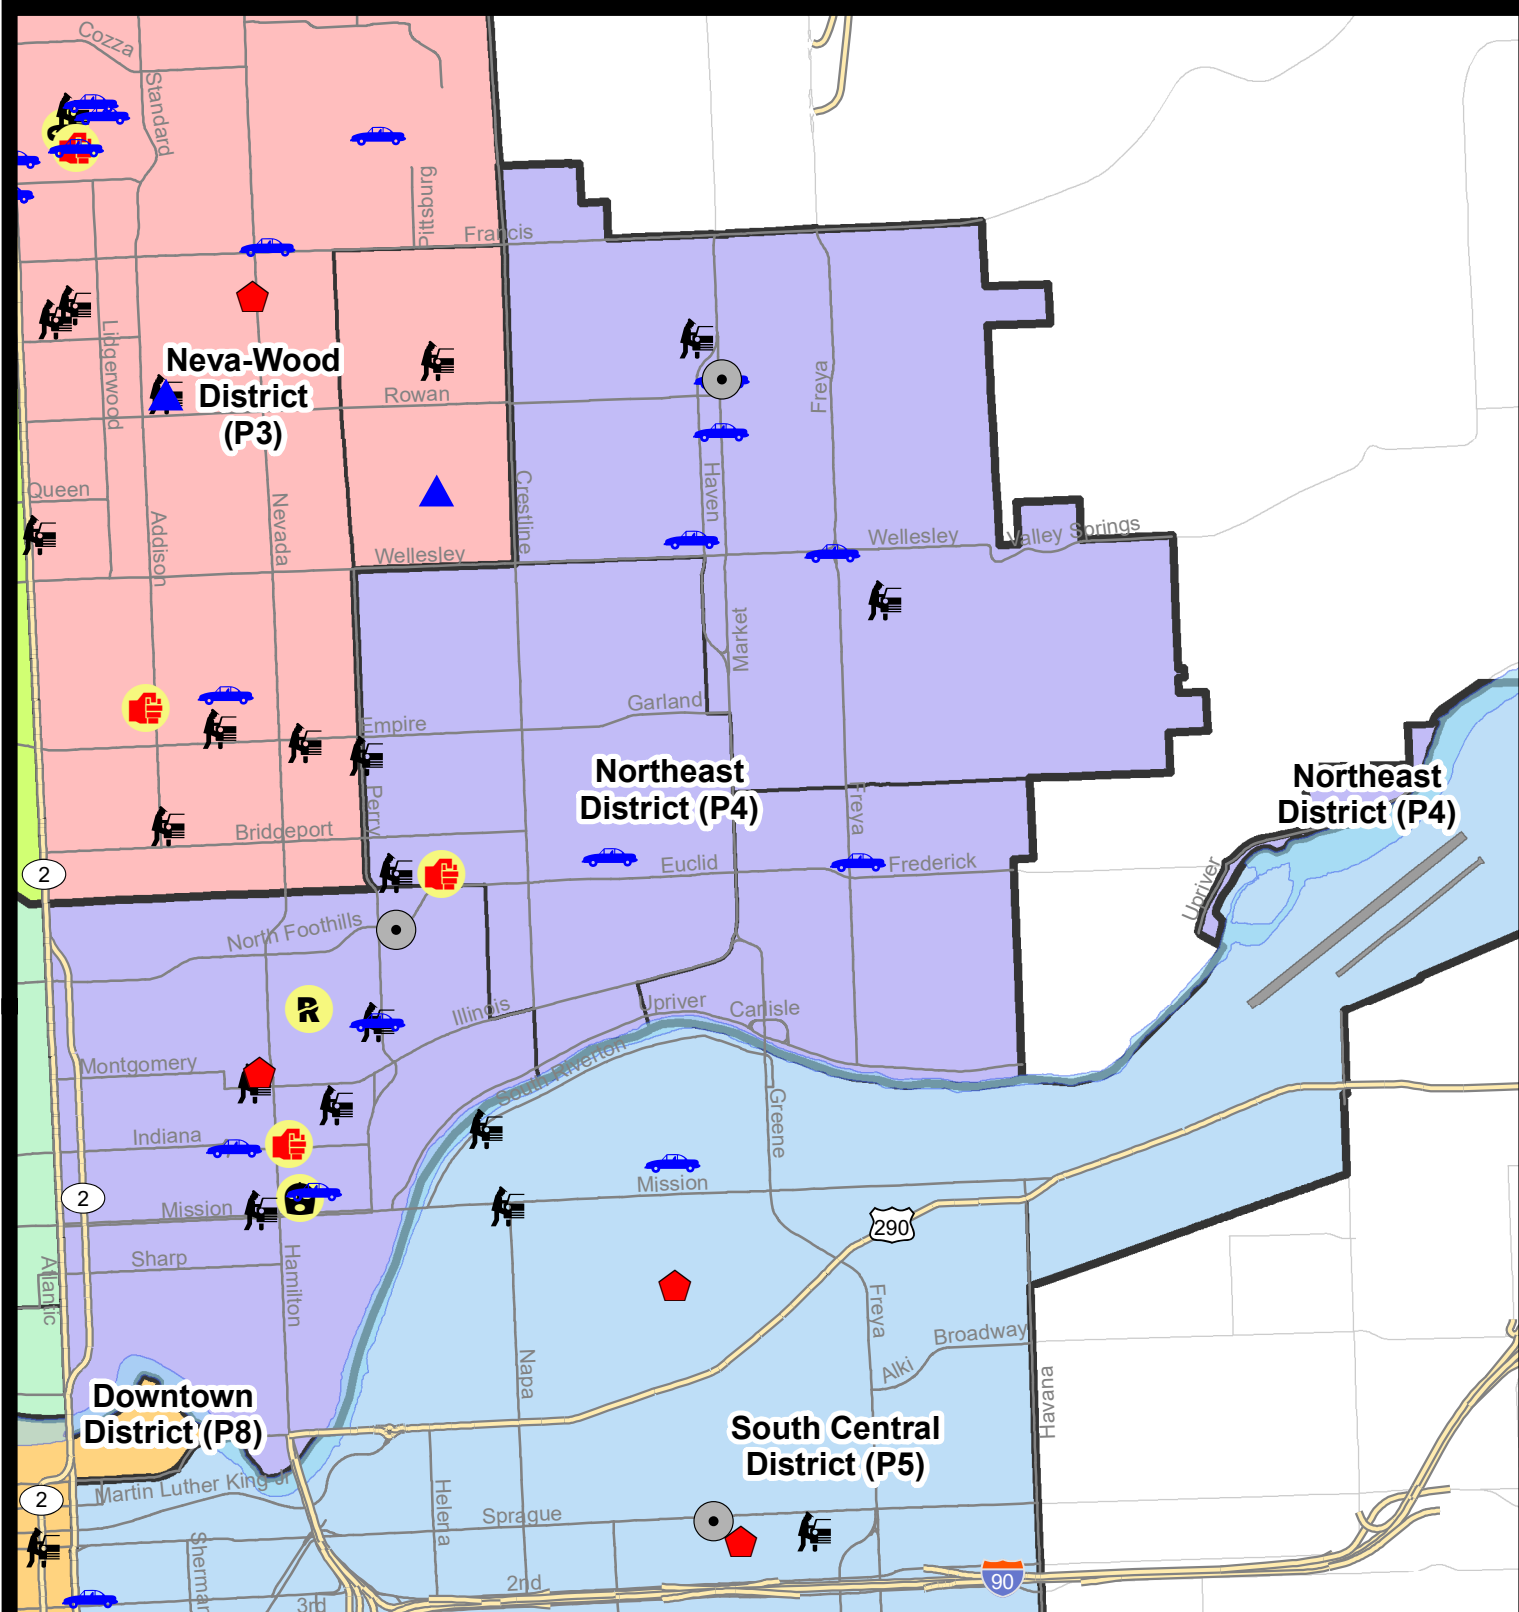 Cozza
Standard
Pittsburg
Francis
Lidgerwood
Neva-Wood
District
(P3)
Rowan
Freya
Queen
Addison
Nevada
Crestline
Haven
Wellesley
Wellesley
Valley Springs
Market
Garland
Empire
Northeast
District (P4)
Northeast
District (P4)
Perry
Freya
Bridgeport
Euclid
Frederick
2
Upriver
North Foothills
Illinois
Upriver
Carlisle
Montgomery
South Riverton
Greene
Indiana
Mission
2
Mission
290
Sharp
Atlantic
Hamilton
Freya
Broadway
Napa
Alki
Havana
Downtown
District (P8)
South Central
District (P5)
Martin Luther King Jr
2
Helena
Sprague
Sherman
2nd
90
3rd